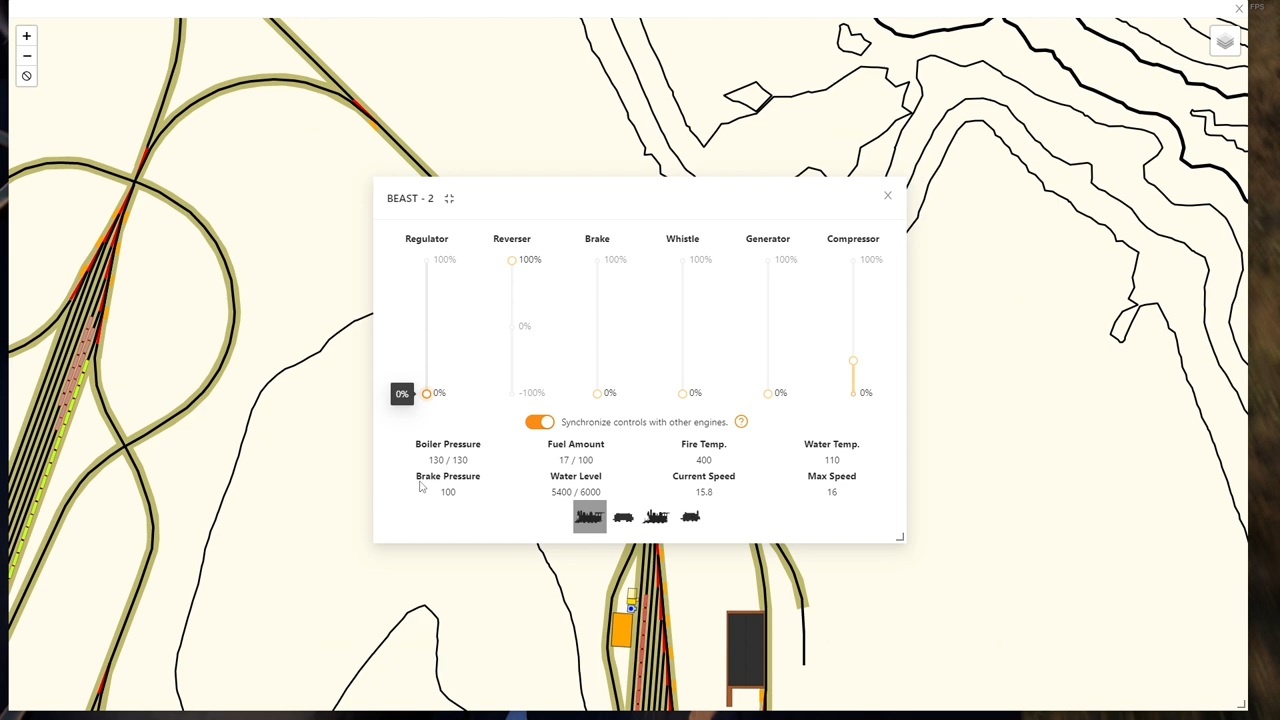 FPS
+
−
BEAST - 2
Regulator Reverser Brake Whistle Generator Compressor
100% 100% 100% 100% 100% 100%
0%
0% 0% -100% 0% 0% 0% 0%
Synchronize controls with other engines. ?
Boiler Pressure Fuel Amount Fire Temp. Water Temp.
130 / 130 17 / 100 400 110
Brake Pressure Water Level Current Speed Max Speed
100 5400 / 6000 15.8 16